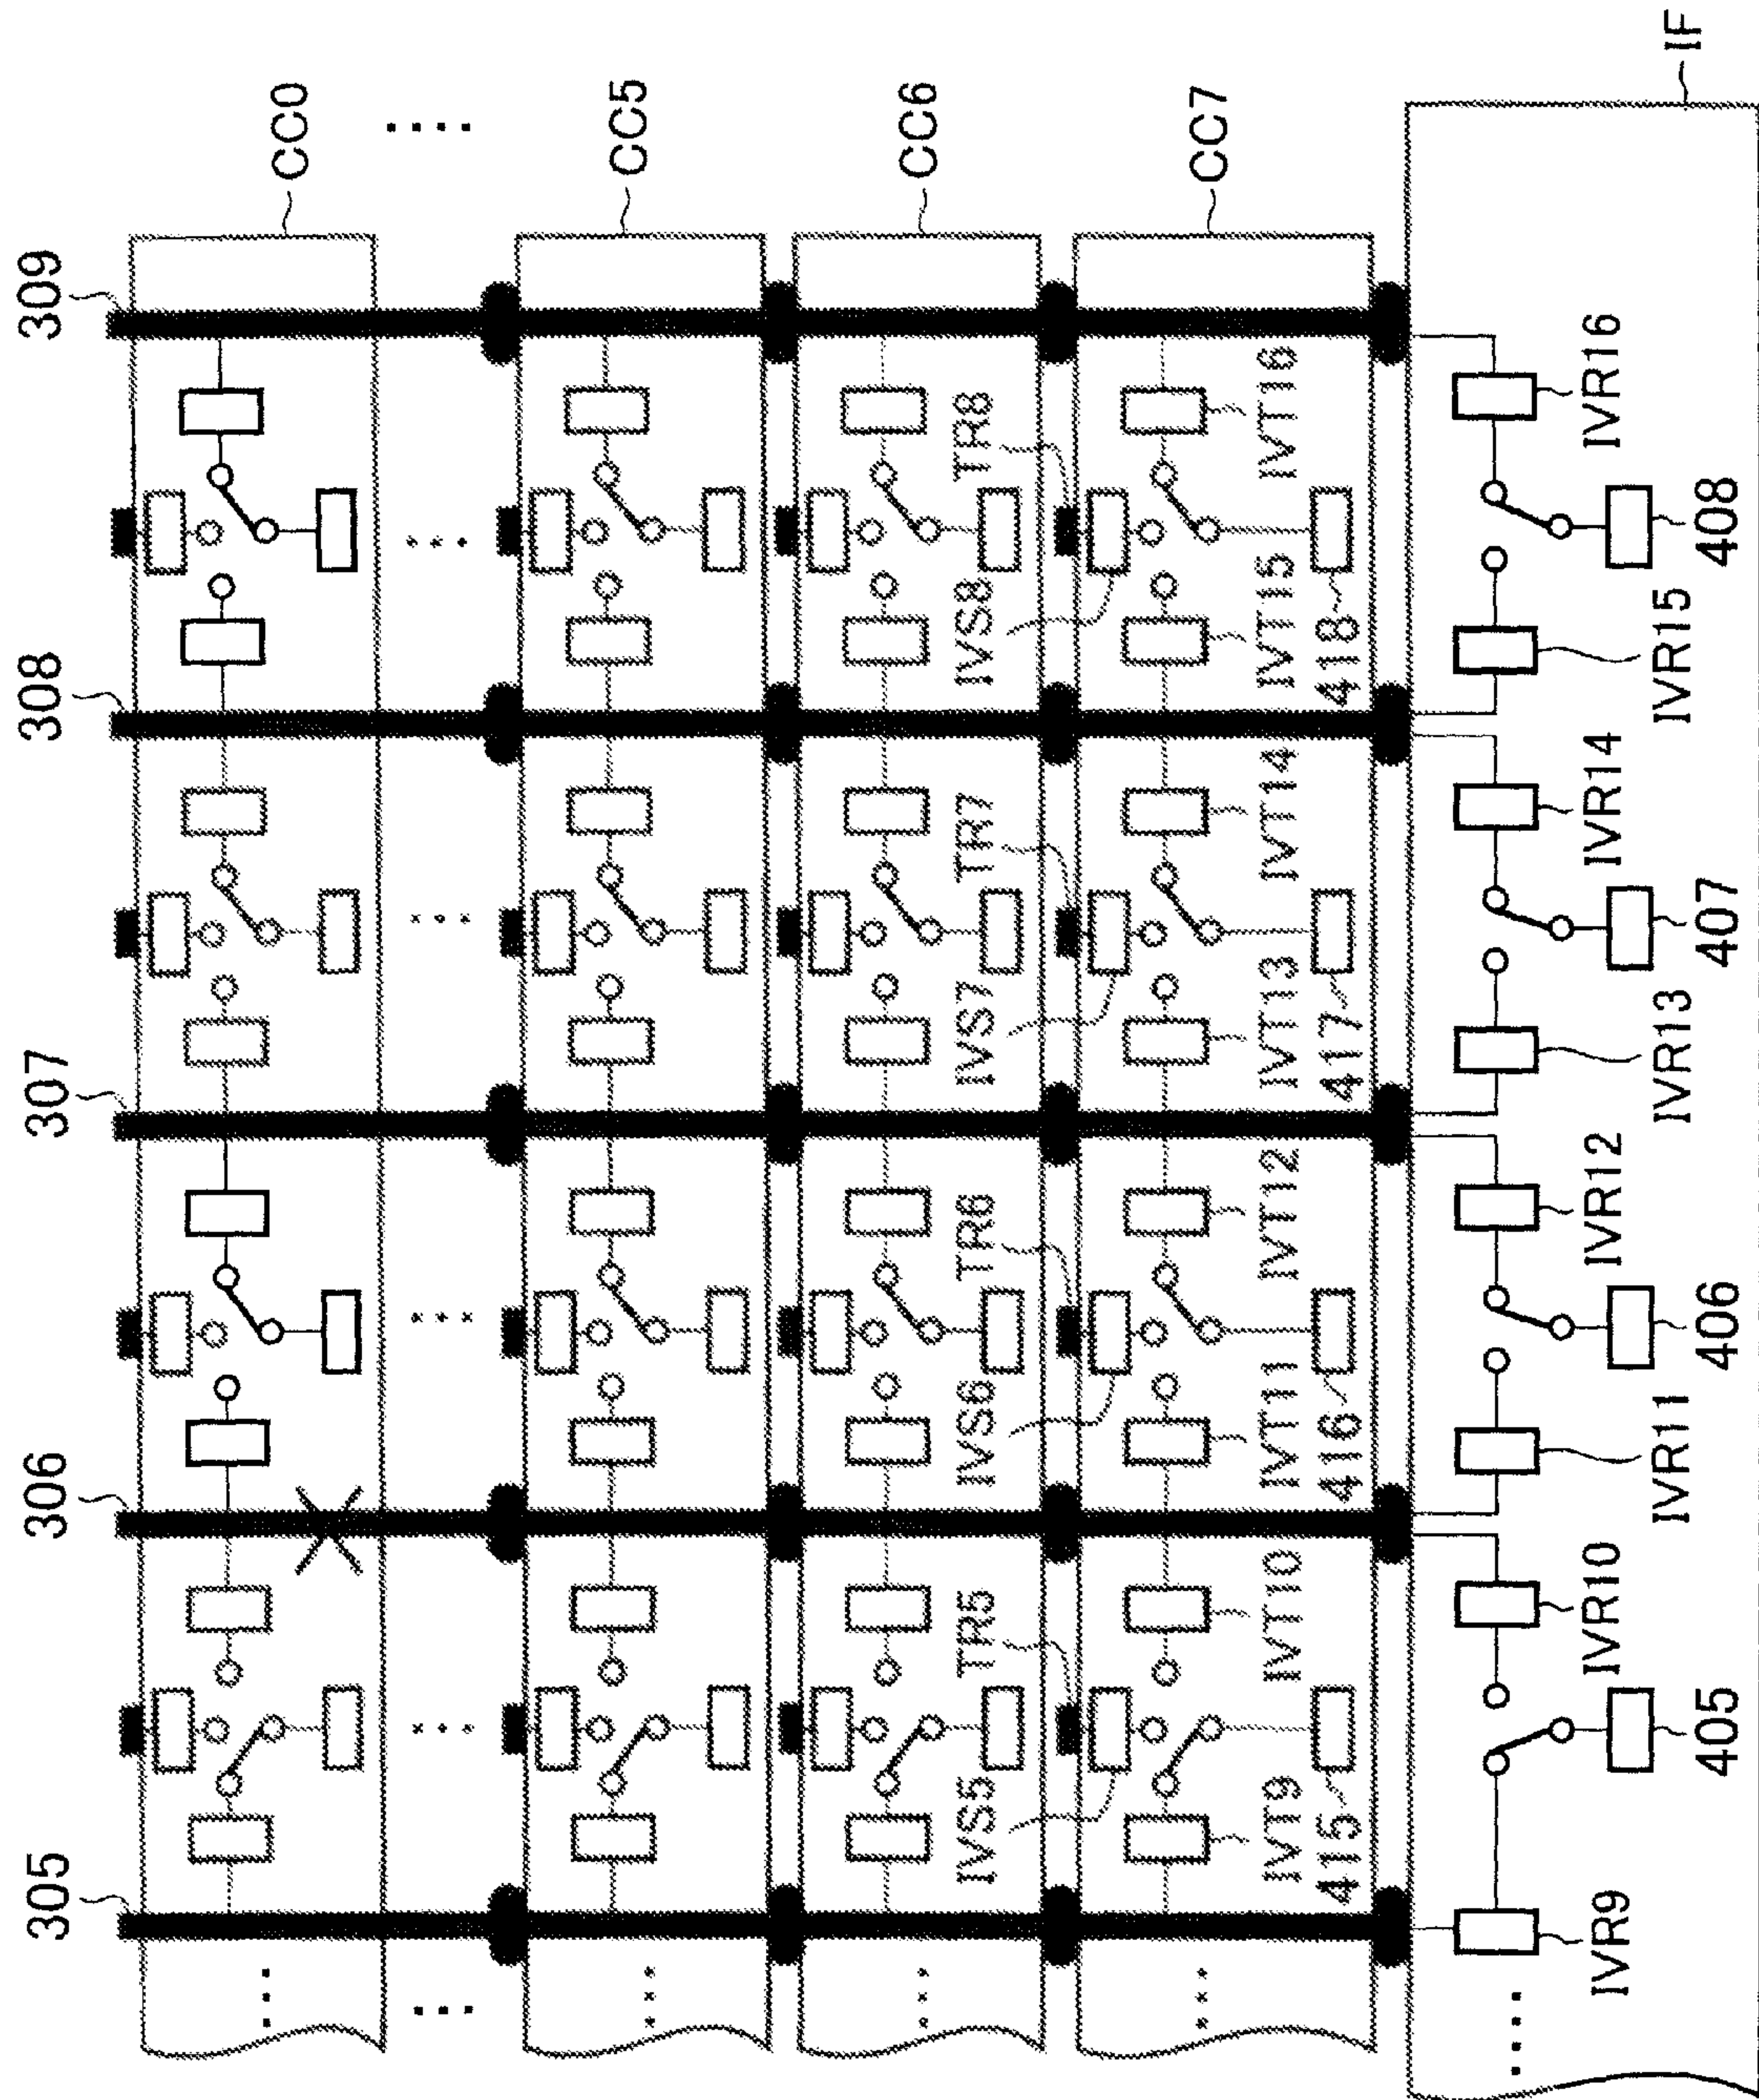 305
306
307
308
309
CC0
....
CC5
CC6
CC7
IF
...
...
...
...
...
...
IVS5
TR5
IVS6
TR6
IVS7
TR7
IVS8
TR8
...
IVT9
IVT10
IVT11
IVT12
IVT13
IVT14
IVT15
IVT16
415
416
417
418
...
...
....
IVR9
IVR10
IVR11
IVR12
IVR13
IVR14
IVR15
IVR16
405
406
407
408